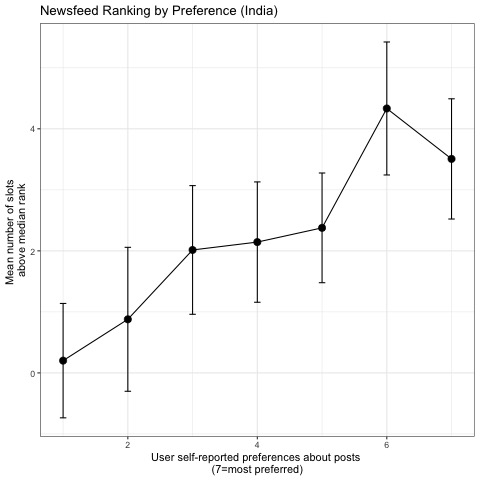 Newsfeed Ranking by Preference (India)
Mean number of slots
above median rank
4
2
0
2
4
6
User self-reported preferences about posts
(7=most preferred)